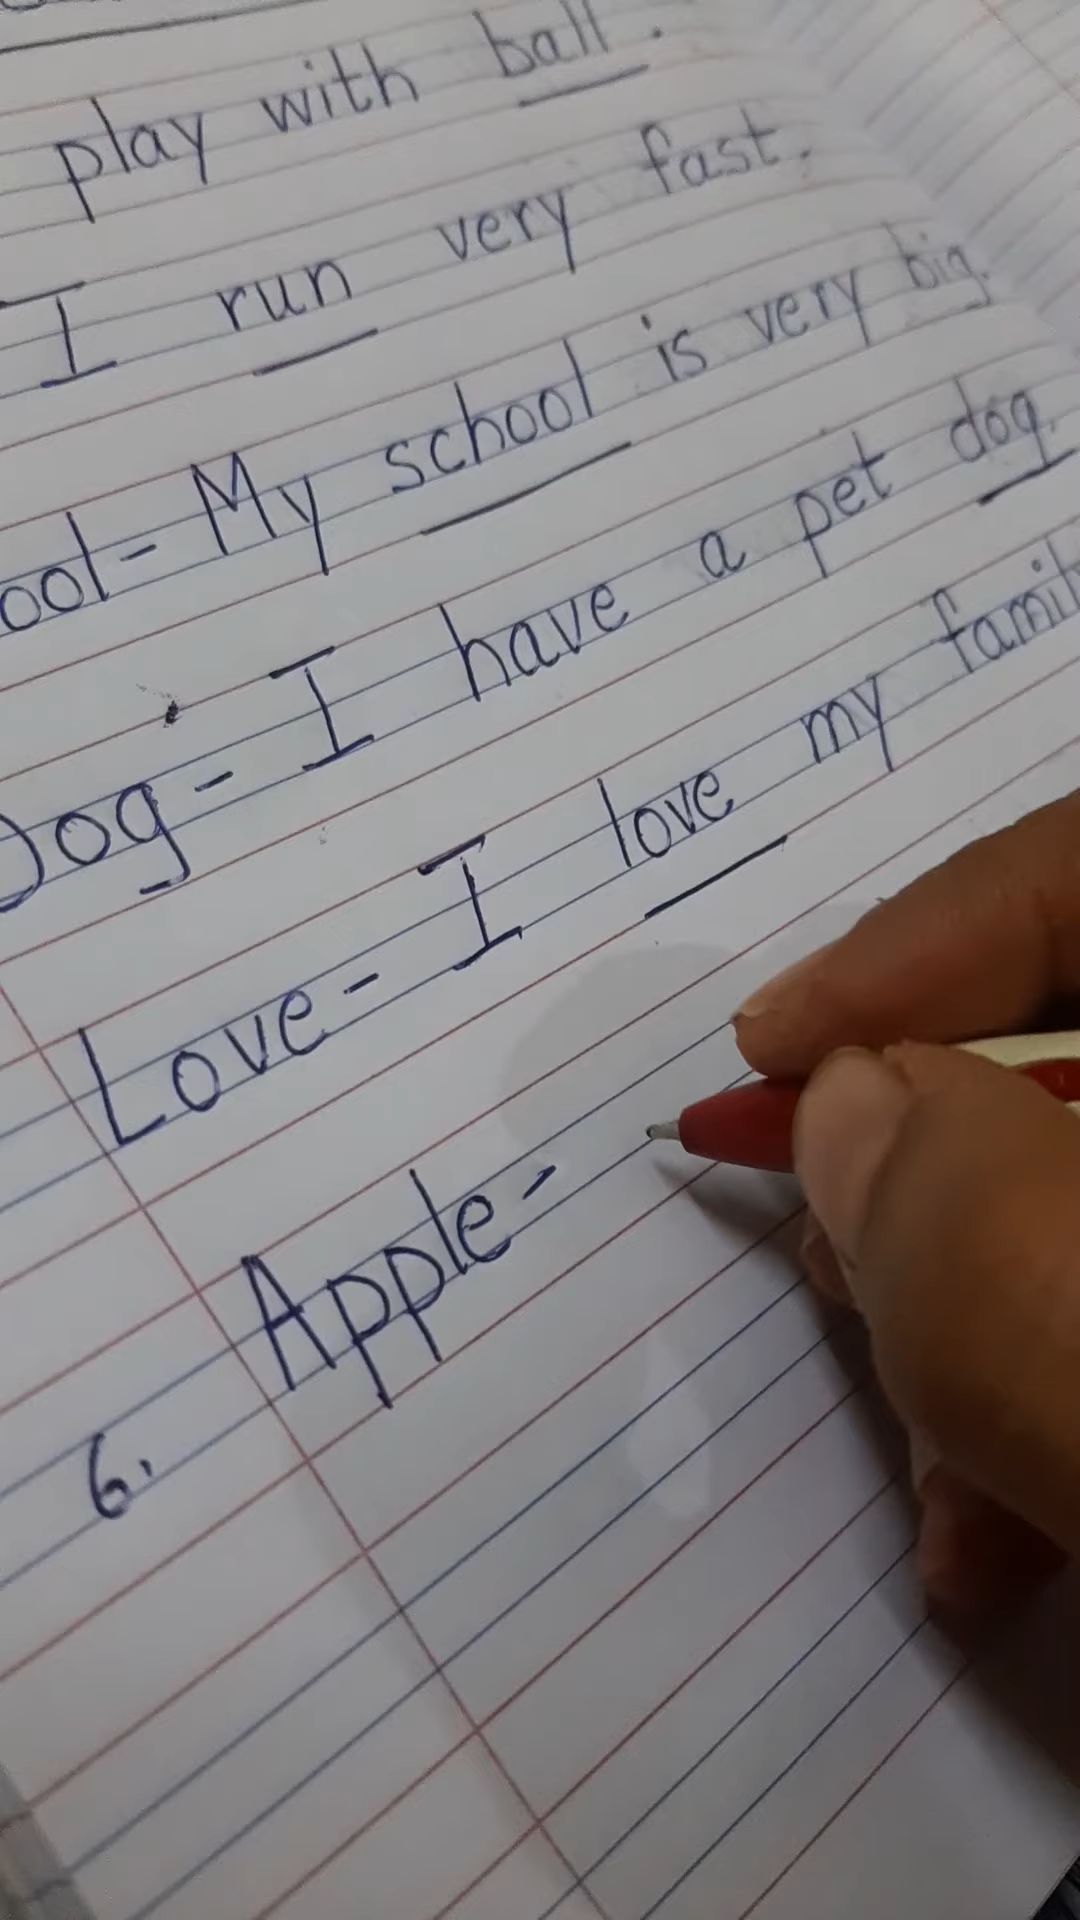 play with ball.
I run very fast.
ool- My school is very big.
Dog- I have a pet dog.
Love- I love my famil
6. Apple-